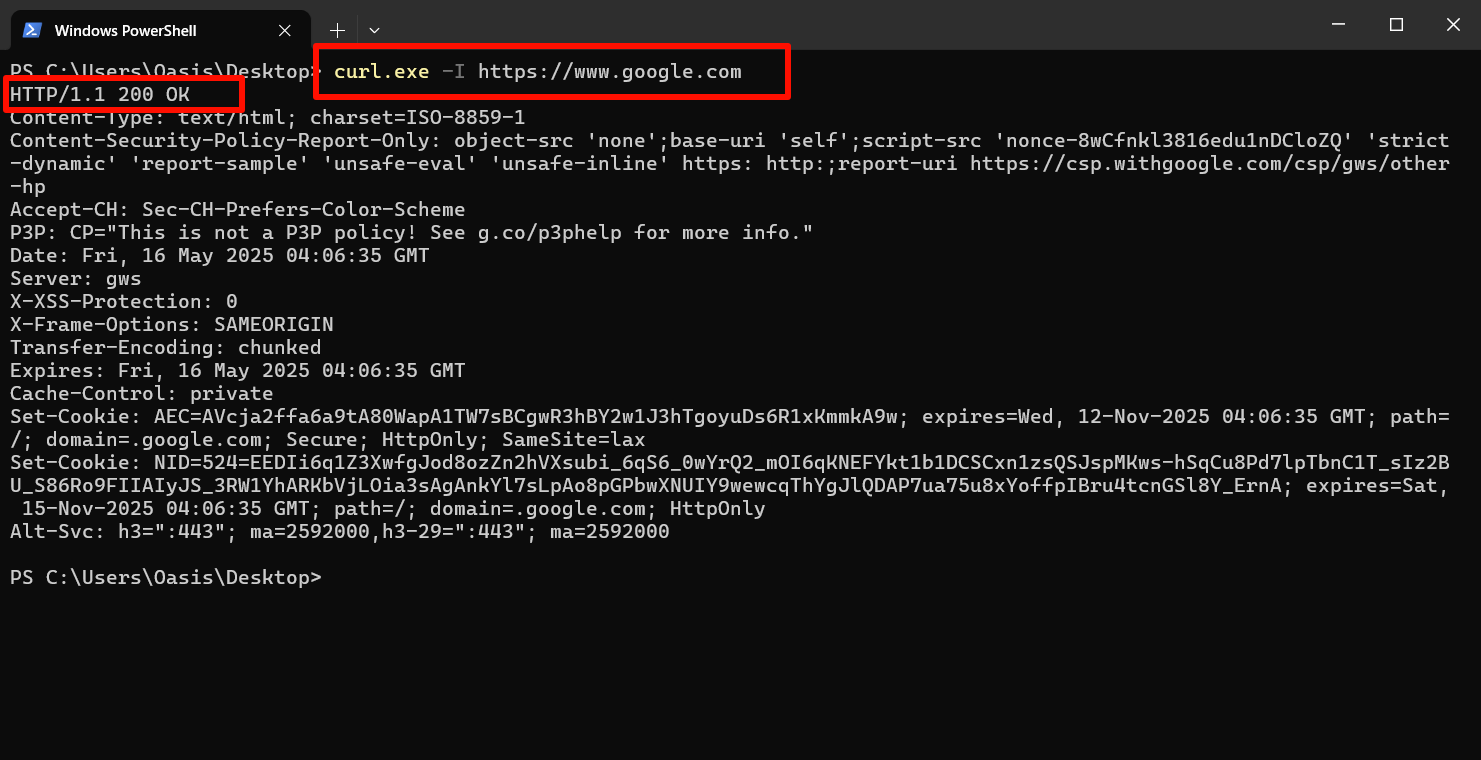 Windows PowerShell
PS C:\Users\Oasis\Desktop> curl.exe -I https://www.google.com
HTTP/1.1 200 OK
Content-Type: text/html; charset=ISO-8859-1
Content-Security-Policy-Report-Only: object-src 'none';base-uri 'self';script-src 'nonce-8wCfnkl3816edu1nDCloZQ' 'strict
-dynamic' 'report-sample' 'unsafe-eval' 'unsafe-inline' https: http:;report-uri https://csp.withgoogle.com/csp/gws/other
-hp
Accept-CH: Sec-CH-Prefers-Color-Scheme
P3P: CP="This is not a P3P policy! See g.co/p3phelp for more info."
Date: Fri, 16 May 2025 04:06:35 GMT
Server: gws
X-XSS-Protection: 0
X-Frame-Options: SAMEORIGIN
Transfer-Encoding: chunked
Expires: Fri, 16 May 2025 04:06:35 GMT
Cache-Control: private
Set-Cookie: AEC=AVcja2ffa6a9tA80WapA1TW7sBCgwR3hBY2w1J3hTgoyuDs6R1xKmmkA9w; expires=Wed, 12-Nov-2025 04:06:35 GMT; path=
/; domain=.google.com; Secure; HttpOnly; SameSite=lax
Set-Cookie: NID=524=EEDIi6q1Z3XwfgJod8ozZn2hVXsubi_6qS6_0wYrQ2_mOI6qKNEFYkt1b1DCSCxn1zsQSJspMKws-hSqCu8Pd7lpTbnC1T_sIz2B
U_S86Ro9FIIAIyJS_3RW1YhARKbVjLOia3sAgAnkYl7sLpAo8pGPbwXNUIY9wewcqThYgJlQDAP7ua75u8xYoffpIBru4tcnGSl8Y_ErnA; expires=Sat,
 15-Nov-2025 04:06:35 GMT; path=/; domain=.google.com; HttpOnly
Alt-Svc: h3=":443"; ma=2592000,h3-29=":443"; ma=2592000
PS C:\Users\Oasis\Desktop>